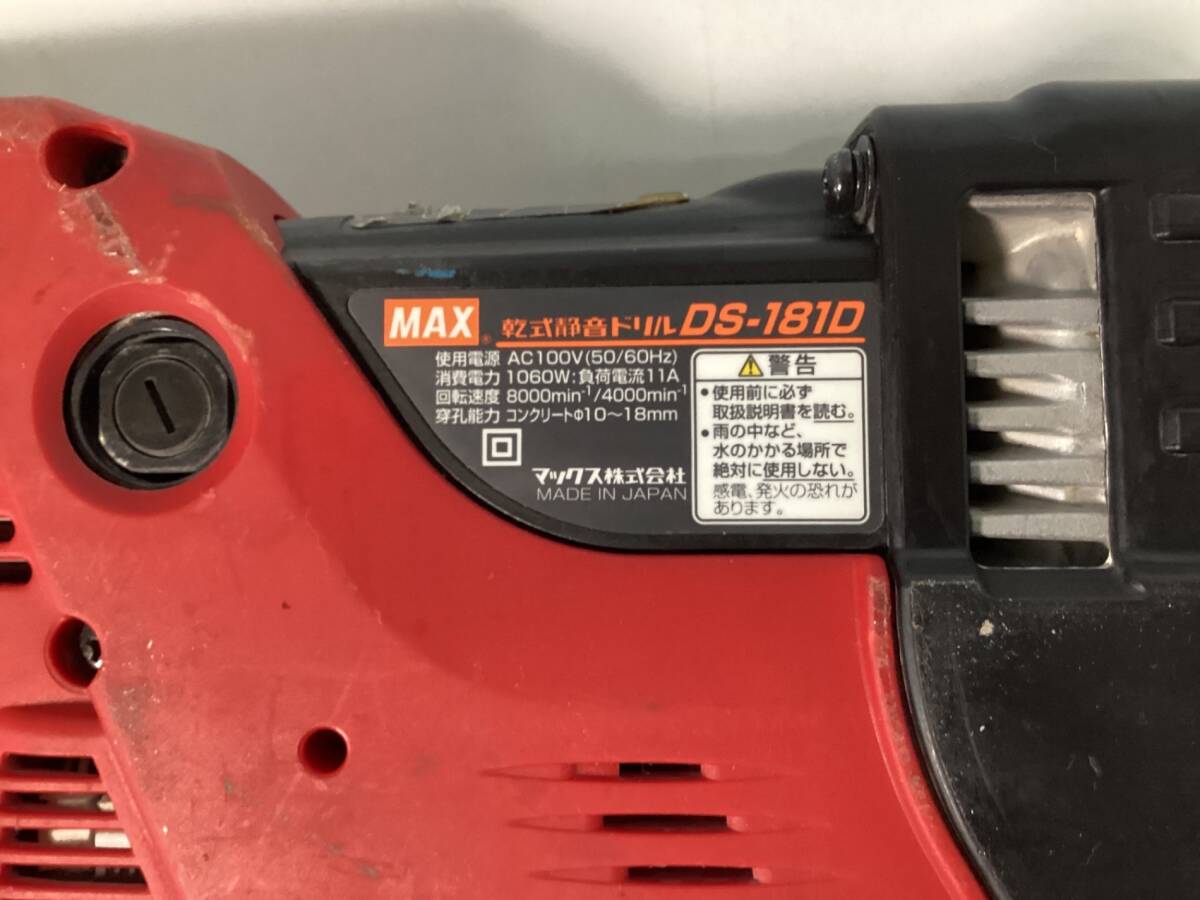 MAX® 乾式静音ドリル DS-181D
使用電源 AC100V(50/60Hz)
消費電力 1060W:負荷電流11A
回転速度 8000min⁻¹/4000min⁻¹
穿孔能力 コンクリートΦ10〜18mm
マックス株式会社
MADE IN JAPAN
⚠警告
•使用前に必ず
取扱説明書を読む。
•雨の中など、
水のかかる場所で
絶対に使用しない。
感電、発火の恐れが
あります。